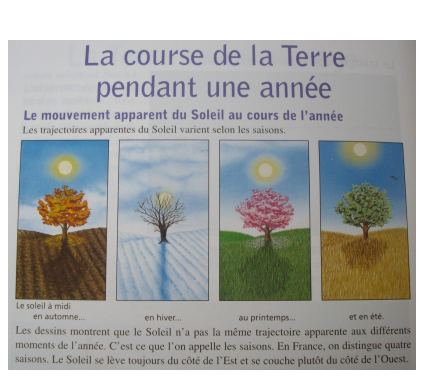 La course de la Terre
pendant une année
Le mouvement apparent du Soleil au cours de l'année
Les trajectoires apparentes du Soleil varient selon les saisons.
Le soleil à midi
en automne...
en hiver...
au printemps...
et en été.
Les dessins montrent que le Soleil n'a pas la même trajectoire apparente aux différents
moments de l'année. C'est ce que l'on appelle les saisons. En France, on distingue quatre
saisons. Le Soleil se lève toujours du côté de l'Est et se couche plutôt du côté de l'Ouest.